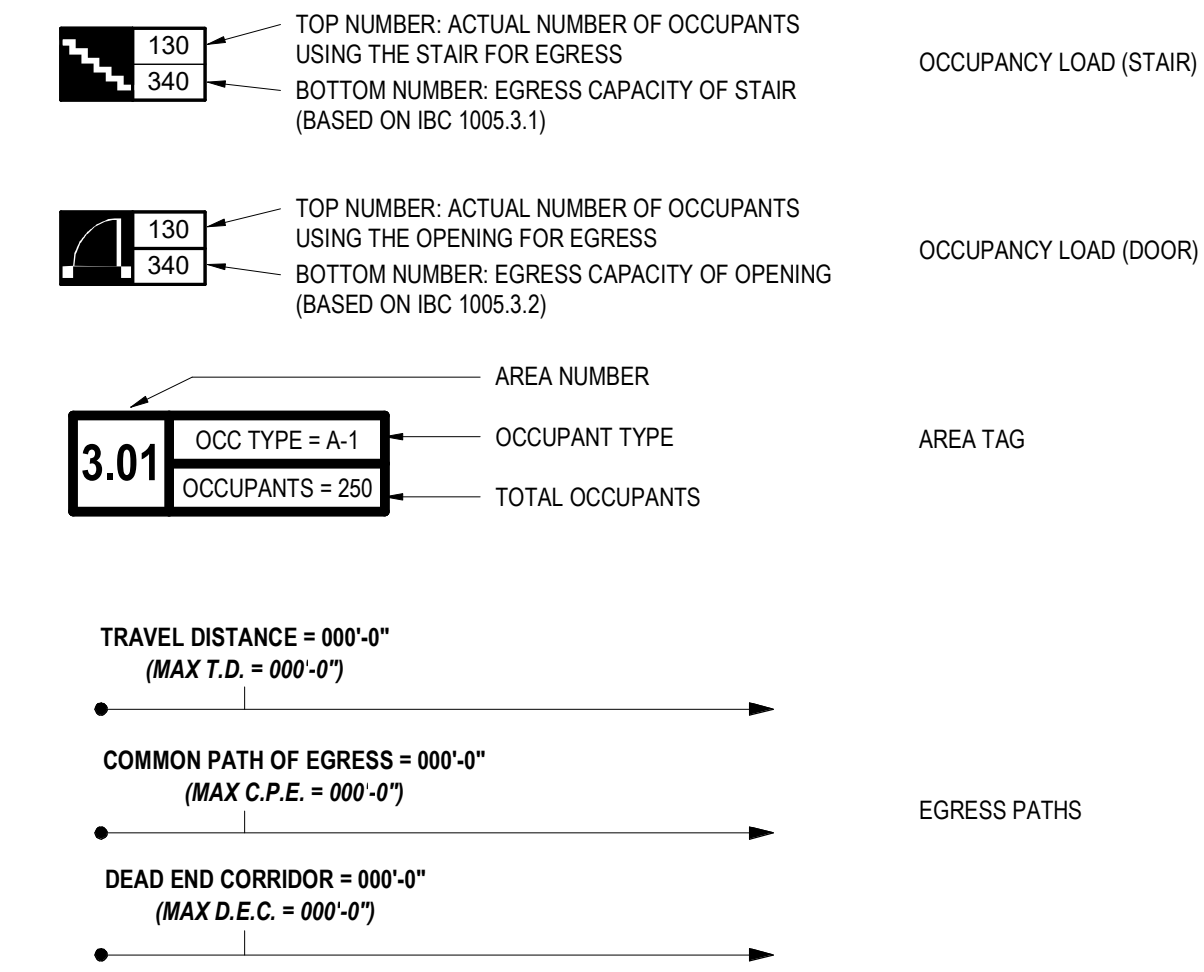 130
340
TOP NUMBER: ACTUAL NUMBER OF OCCUPANTS
USING THE STAIR FOR EGRESS
BOTTOM NUMBER: EGRESS CAPACITY OF STAIR
(BASED ON IBC 1005.3.1)
OCCUPANCY LOAD (STAIR)
130
340
TOP NUMBER: ACTUAL NUMBER OF OCCUPANTS
USING THE OPENING FOR EGRESS
BOTTOM NUMBER: EGRESS CAPACITY OF OPENING
(BASED ON IBC 1005.3.2)
OCCUPANCY LOAD (DOOR)
AREA NUMBER
3.01
OCC TYPE = A-1
OCCUPANTS = 250
OCCUPANT TYPE
TOTAL OCCUPANTS
AREA TAG
TRAVEL DISTANCE = 000'-0"
(MAX T.D. = 000'-0")
COMMON PATH OF EGRESS = 000'-0"
(MAX C.P.E. = 000'-0")
DEAD END CORRIDOR = 000'-0"
(MAX D.E.C. = 000'-0")
EGRESS PATHS